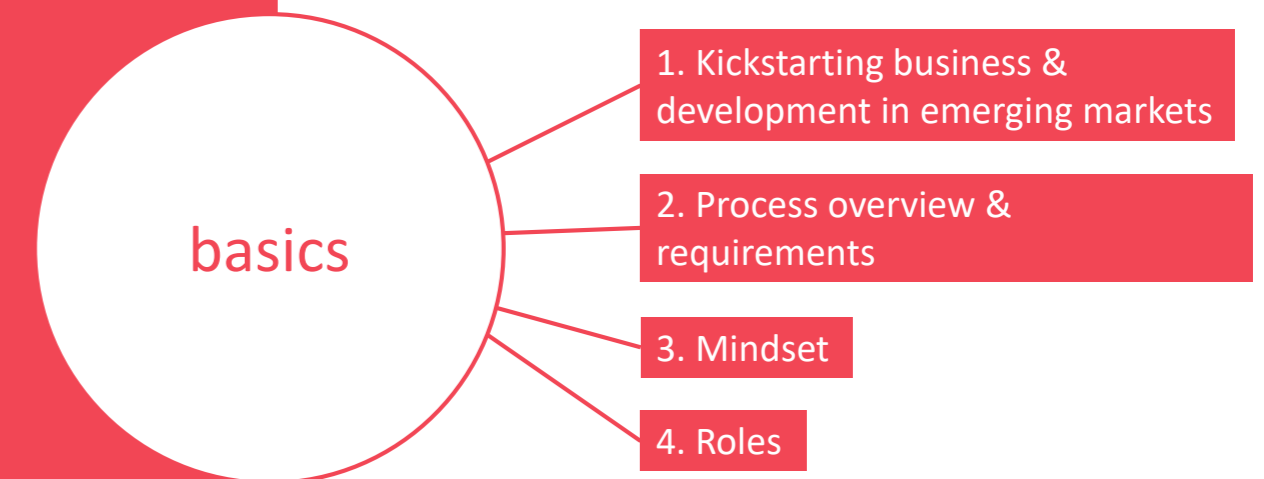 basics
1. Kickstarting business &
development in emerging markets
2. Process overview &
requirements
3. Mindset
4. Roles